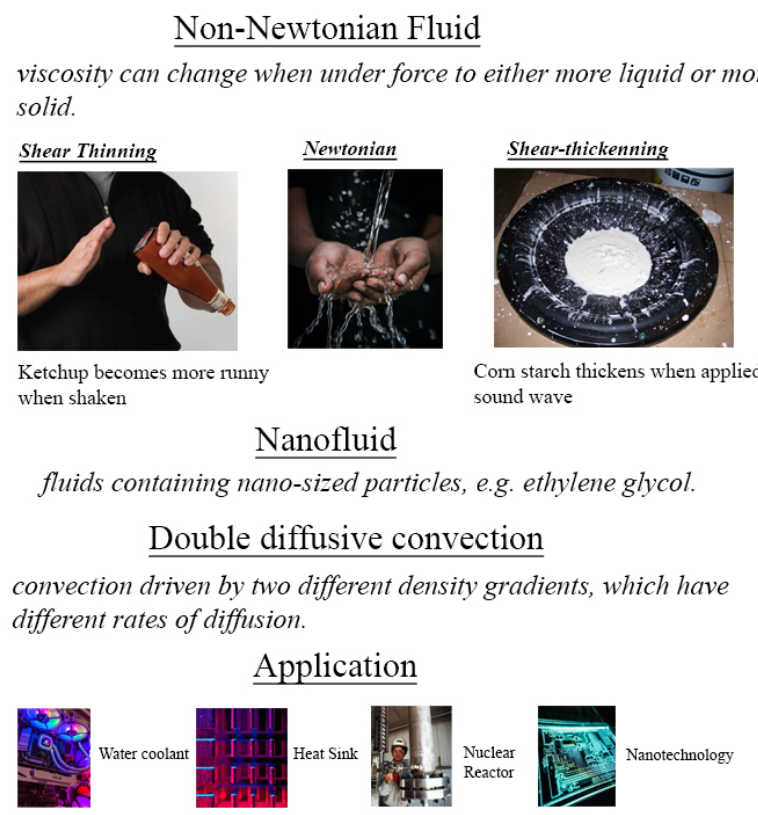 Non-Newtonian Fluid
viscosity can change when under force to either more liquid or mor
solid.
Shear Thinning
Newtonian
Shear-thickenning
Ketchup becomes more runny
when shaken
Corn starch thickens when applied
sound wave
Nanofluid
fluids containing nano-sized particles, e.g. ethylene glycol.
Double diffusive convection
convection driven by two different density gradients, which have
different rates of diffusion.
Application
Water coolant
Heat Sink
Nuclear
Reactor
Nanotechnology